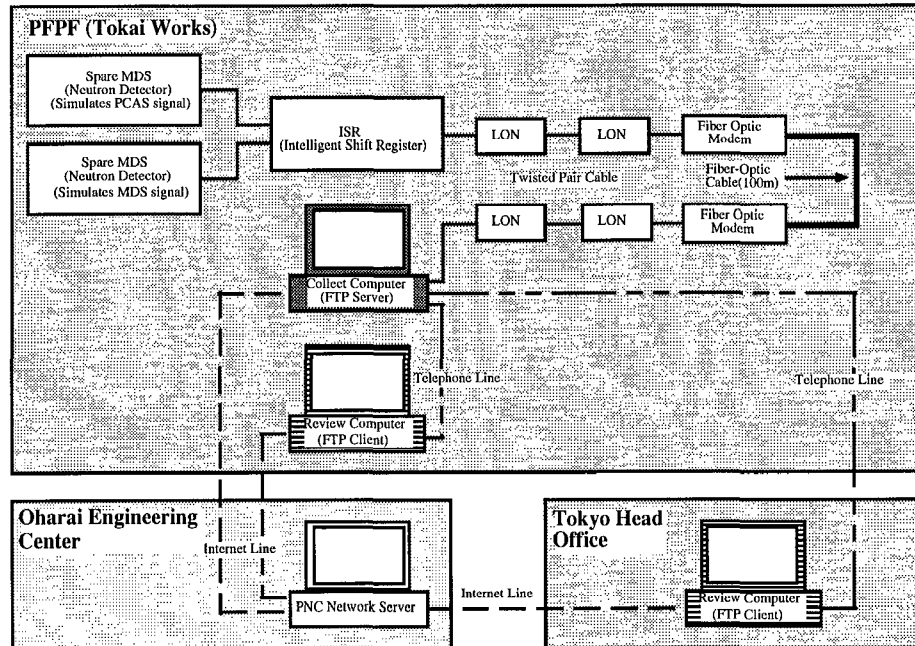 PFPF (Tokai Works)
Spare MDS
(Neutron Detector)
(Simulates PCAS signal)
Spare MDS
(Neutron Detector)
(Simulates MDS signal)
ISR
(Intelligent Shift Register)
LON
LON
Fiber Optic
Modem
Twisted Pair Cable
Fiber-Optic
Cable(100m)
LON
LON
Fiber Optic
Modem
Collect Computer
(FTP Server)
Telephone Line
Telephone Line
Review Computer
(FTP Client)
Oharai Engineering
Center
Internet Line
PNC Network Server
Internet Line
Tokyo Head
Office
Review Computer
(FTP Client)